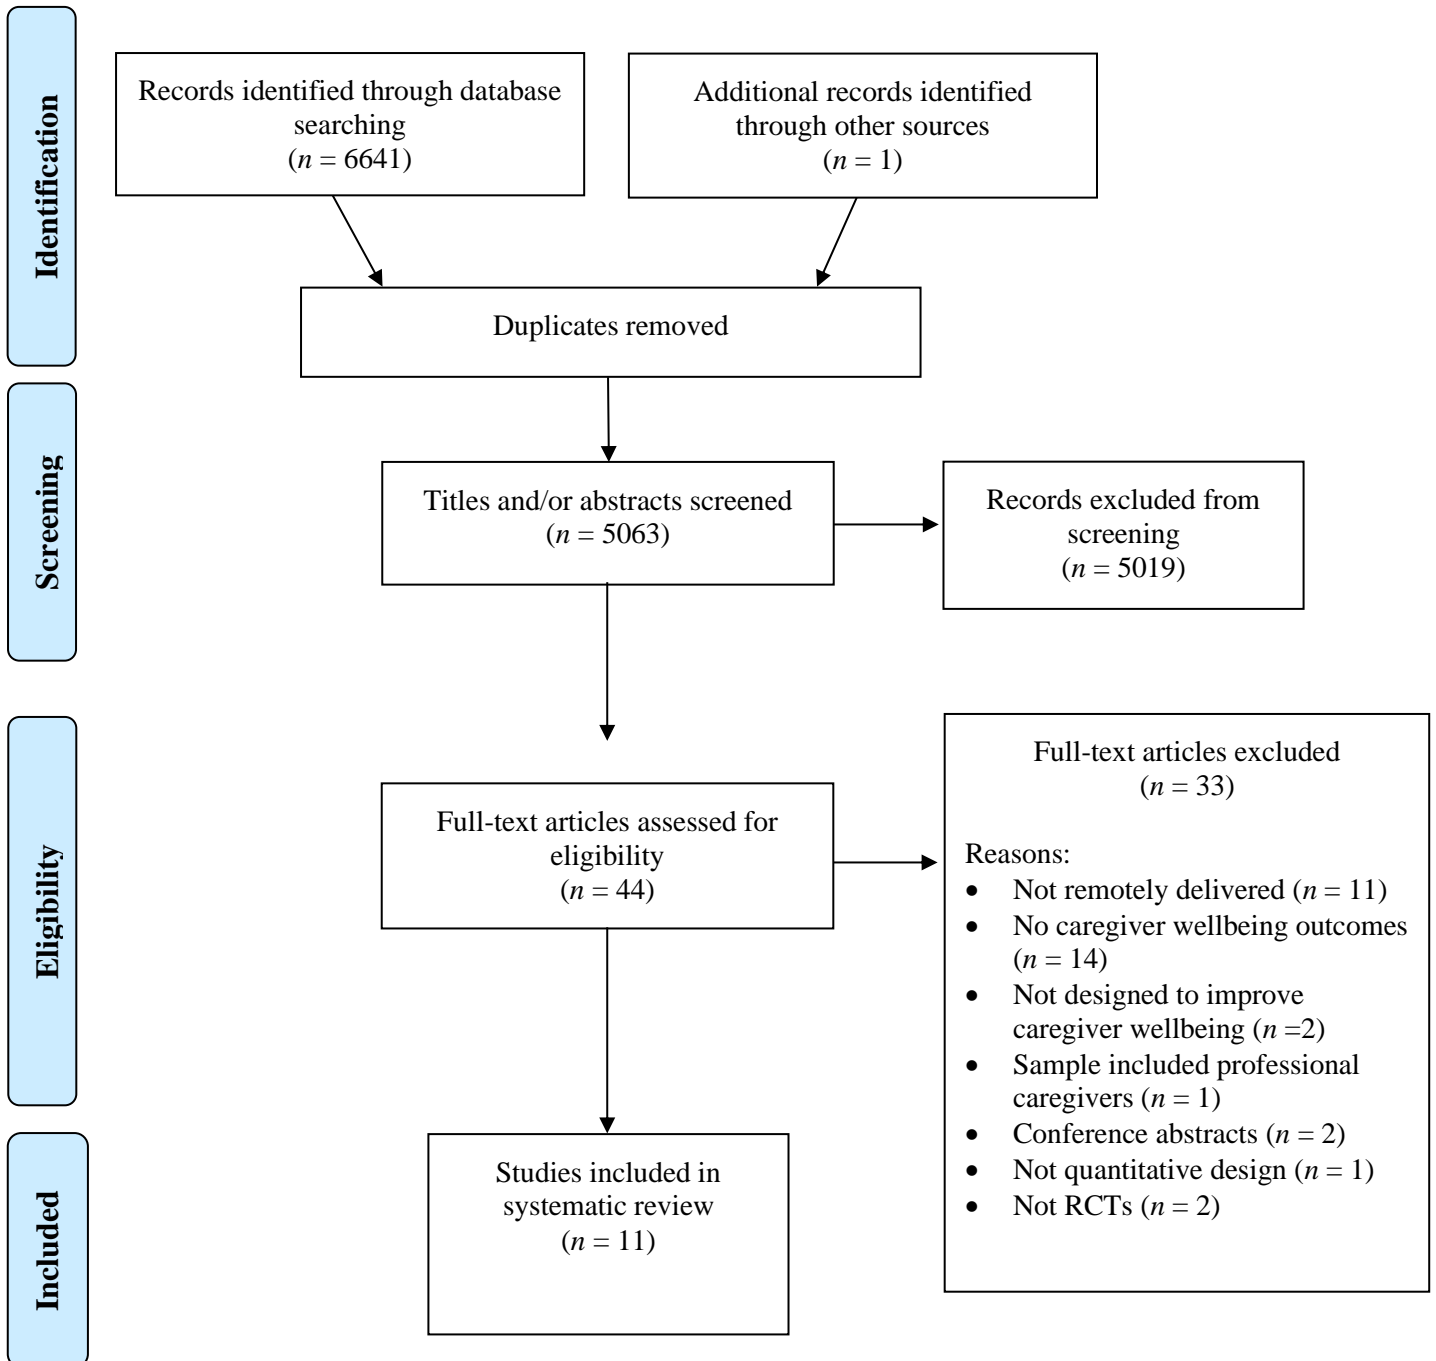 Identification
Records identified through database
searching
(n = 6641)
Additional records identified
through other sources
(n = 1)
Duplicates removed
Screening
Titles and/or abstracts screened
(n = 5063)
Records excluded from
screening
(n = 5019)
Eligibility
Full-text articles assessed for
eligibility
(n = 44)
Full-text articles excluded
(n = 33)
Reasons:
• Not remotely delivered (n = 11)
• No caregiver wellbeing outcomes
(n = 14)
• Not designed to improve
caregiver wellbeing (n =2)
• Sample included professional
caregivers (n = 1)
• Conference abstracts (n = 2)
• Not quantitative design (n = 1)
• Not RCTs (n = 2)
Included
Studies included in
systematic review
(n = 11)